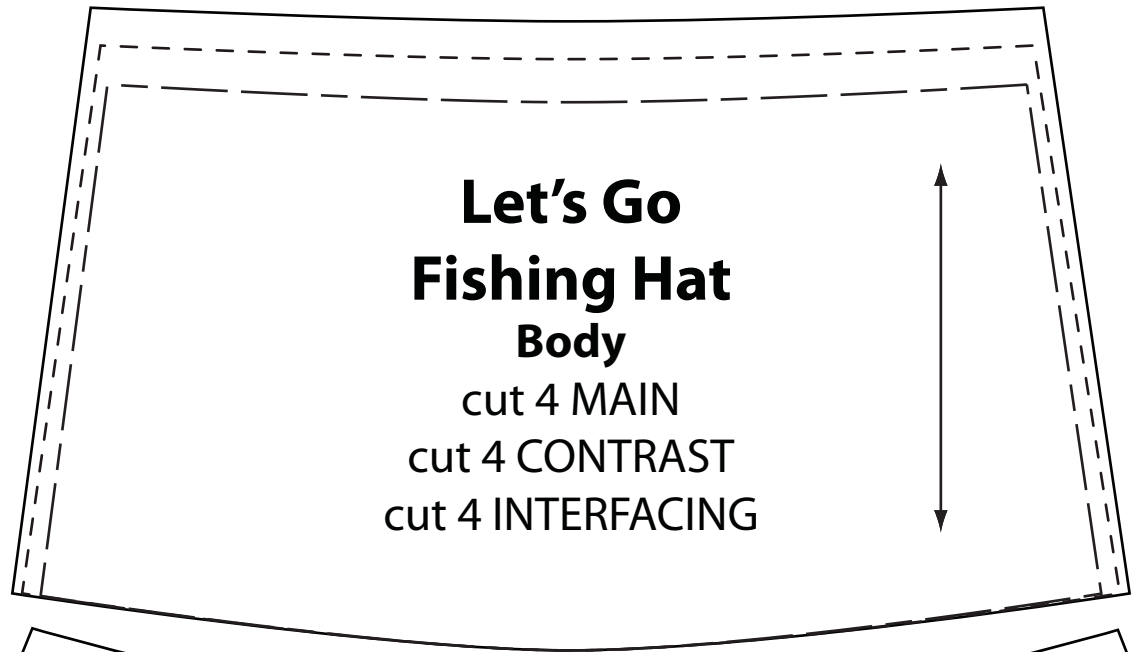 Let’s Go
Fishing Hat
Body
cut 4 MAIN
cut 4 CONTRAST
cut 4 INTERFACING